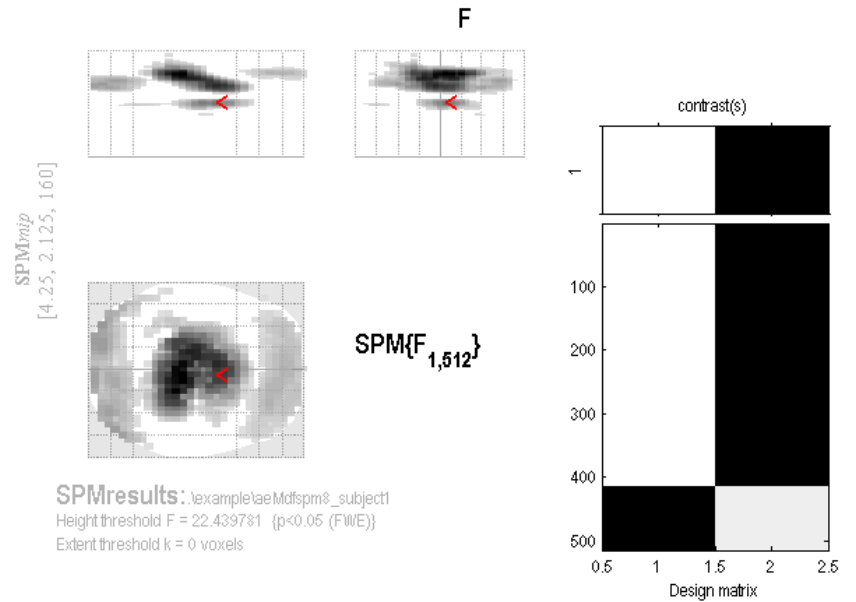 F
SPMmip
[4.25, 2.125, 160]
contrast(s)
1
SPM{F1,512}
100
200
300
400
500
0.5 1 1.5 2 2.5
Design matrix
SPMresults: .\example\aeMdfspm8_subject1
Height threshold F = 22.439781 {p<0.05 (FWE)}
Extent threshold k = 0 voxels